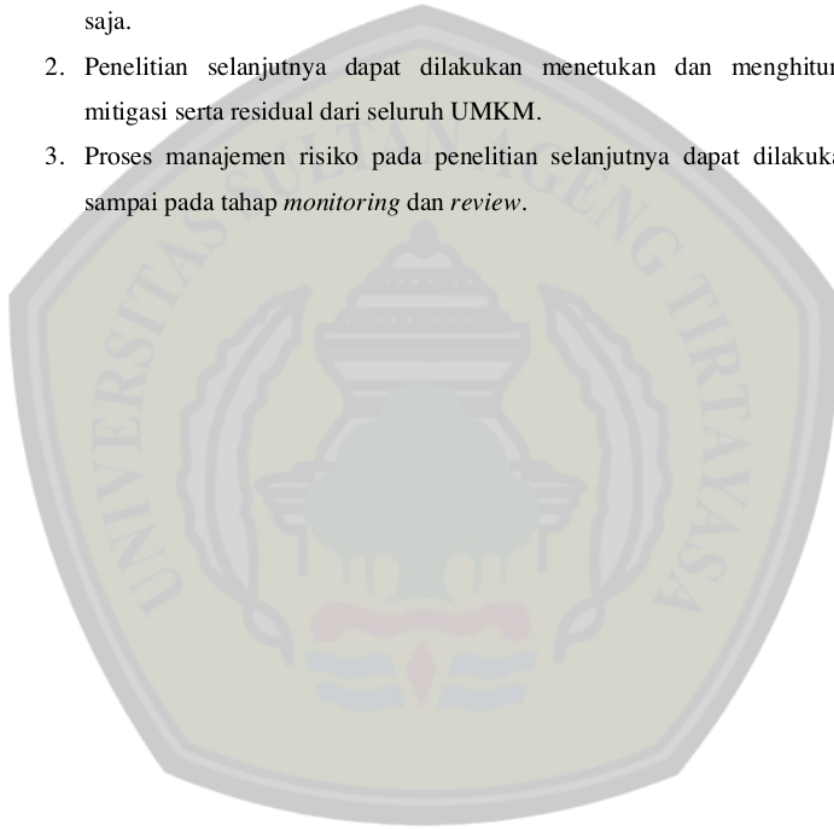 saja.
2. Penelitian selanjutnya dapat dilakukan menetukan dan menghitun
mitigasi serta residual dari seluruh UMKM.
3. Proses manajemen risiko pada penelitian selanjutnya dapat dilakuka
sampai pada tahap monitoring dan review.
UNIVERSITAS SULTAN AGENG TIRTAYASA